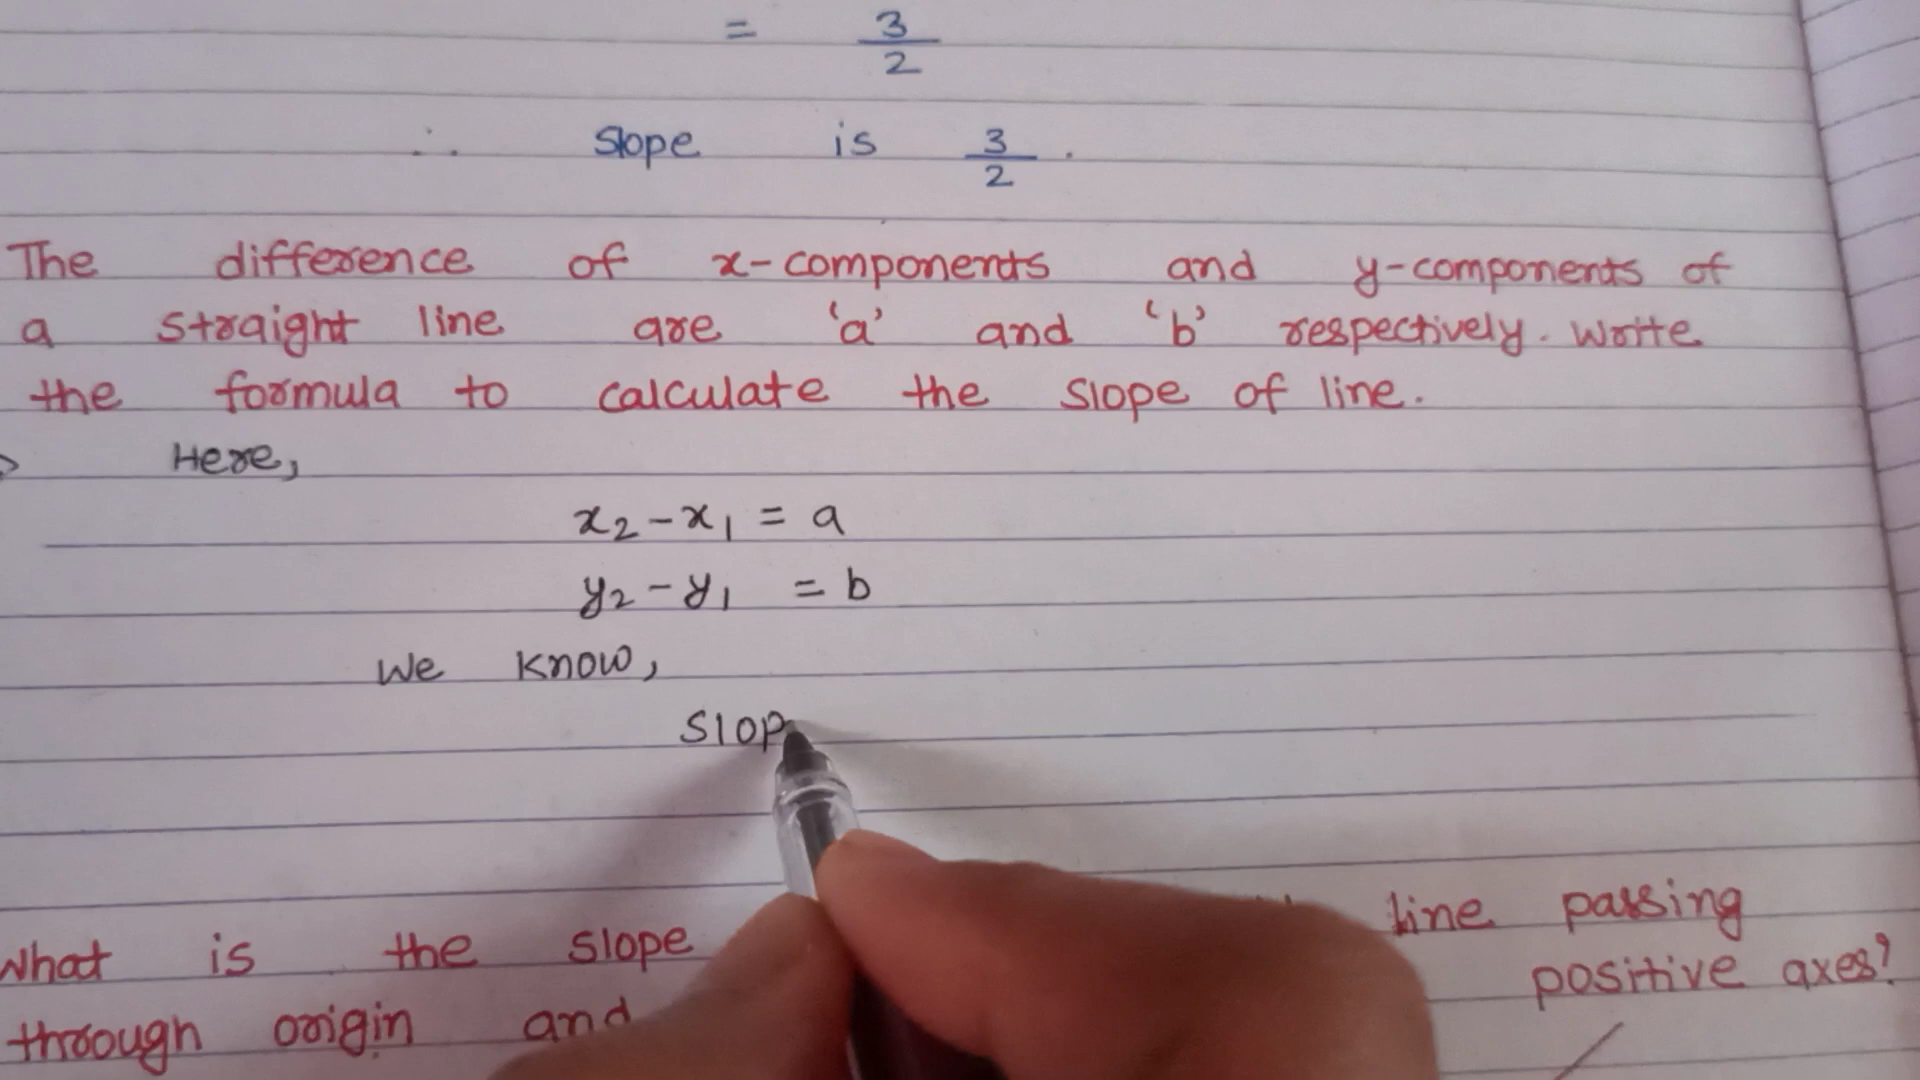 = 3/2
∴ Slope is 3/2.
The difference of x-components and y-components of
a straight line are 'a' and 'b' respectively. Write
the formula to calculate the slope of line.
Here,
x₂-x₁ = a
y₂-y₁ = b
We know,
Slop
What is the slope line passing
through origin and positive axes?